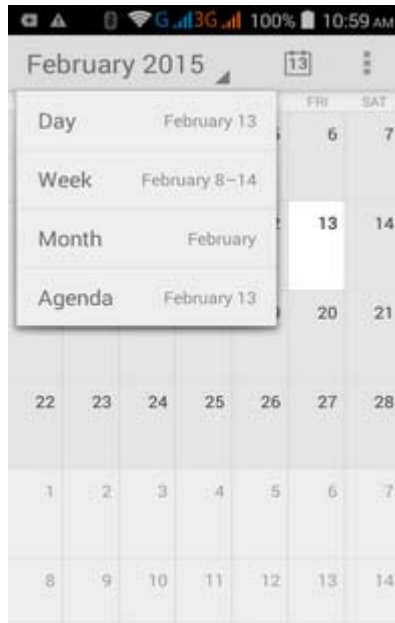 G 3G 100% 10:59 AM
February 2015 13
FRI SAT
Day February 13
6 7
Week February 8–14
Month February
13 14
Agenda February 13
20 21
22 23 24 25 26 27 28
1 2 3 4 5 6 7
8 9 10 11 12 13 14